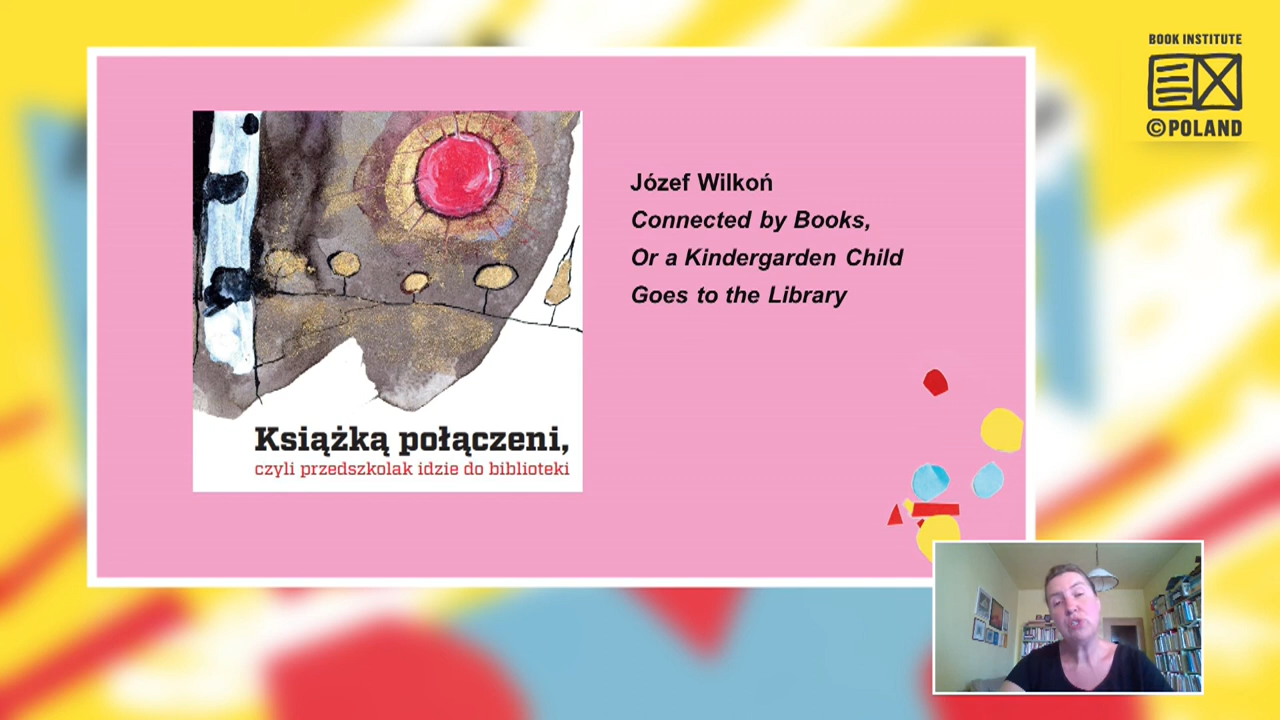 BOOK INSTITUTE
©POLAND
Józef Wilkoń
Connected by Books,
Or a Kindergarden Child
Goes to the Library
Książką połączeni,
czyli przedszkolak idzie do biblioteki